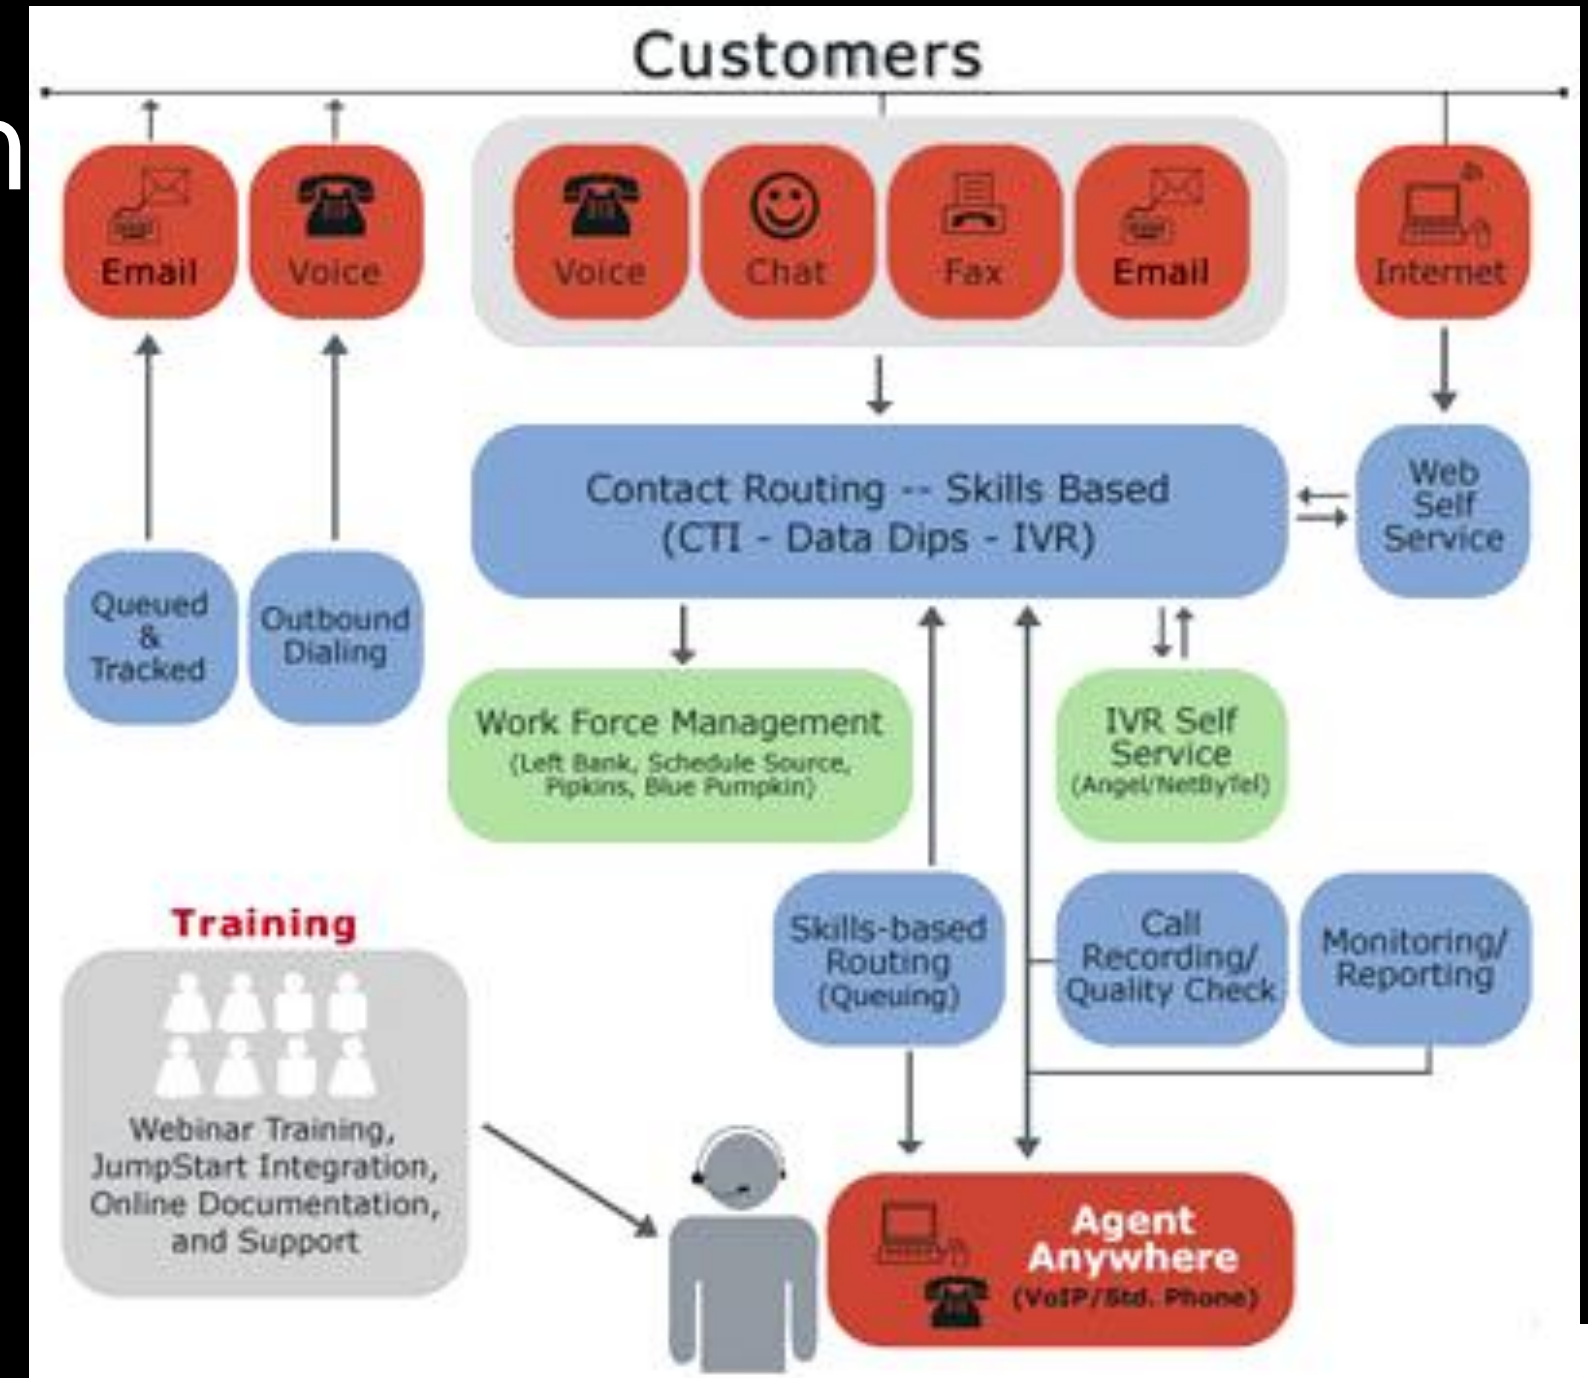 n
Customers
Email
Voice
Voice
Chat
Fax
Email
Internet
Contact Routing -- Skills Based
(CTI - Data Dips - IVR)
Web
Self
Service
Queued
&
Tracked
Outbound
Dialing
Work Force Management
(Left Bank, Schedule Source,
Pipkins, Blue Pumpkin)
IVR Self
Service
(Angel/NetByTel)
Training
Webinar Training,
JumpStart Integration,
Online Documentation,
and Support
Skills-based
Routing
(Queuing)
Call
Recording/
Quality Check
Monitoring/
Reporting
Agent
Anywhere
(VoIP/Std. Phone)